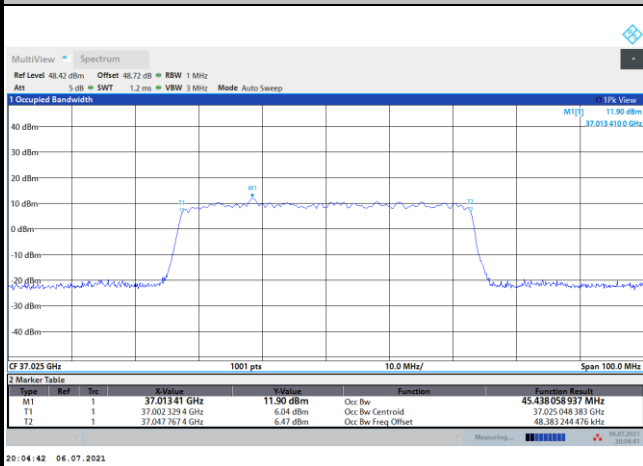 MultiView Spectrum
Ref Level 48.42 dBm Offset 48.72 dB RBW 1 MHz
Att 5 dB SWT 1.2 ms VBW 3 MHz Mode Auto Sweep
1 Occupied Bandwidth 1Pk View
M1[1] 11.90 dBm
37.013 410 0 GHz
40 dBm
30 dBm
20 dBm
M1
10 dBm
T1 T2
0 dBm
-10 dBm
-20 dBm
-30 dBm
-40 dBm
CF 37.025 GHz 1001 pts 10.0 MHz/ Span 100.0 MHz
2 Marker Table
Type Ref Trc X-Value Y-Value Function Function Result
M1 1 37.013 41 GHz 11.90 dBm Occ Bw 45.438 058 937 MHz
T1 1 37.002 329 4 GHz 6.04 dBm Occ Bw Centroid 37.025 048 383 GHz
T2 1 37.047 767 4 GHz 6.47 dBm Occ Bw Freq Offset 48.383 244 476 kHz
Measuring... 06.07.2021
20:04:41
20:04:42 06.07.2021